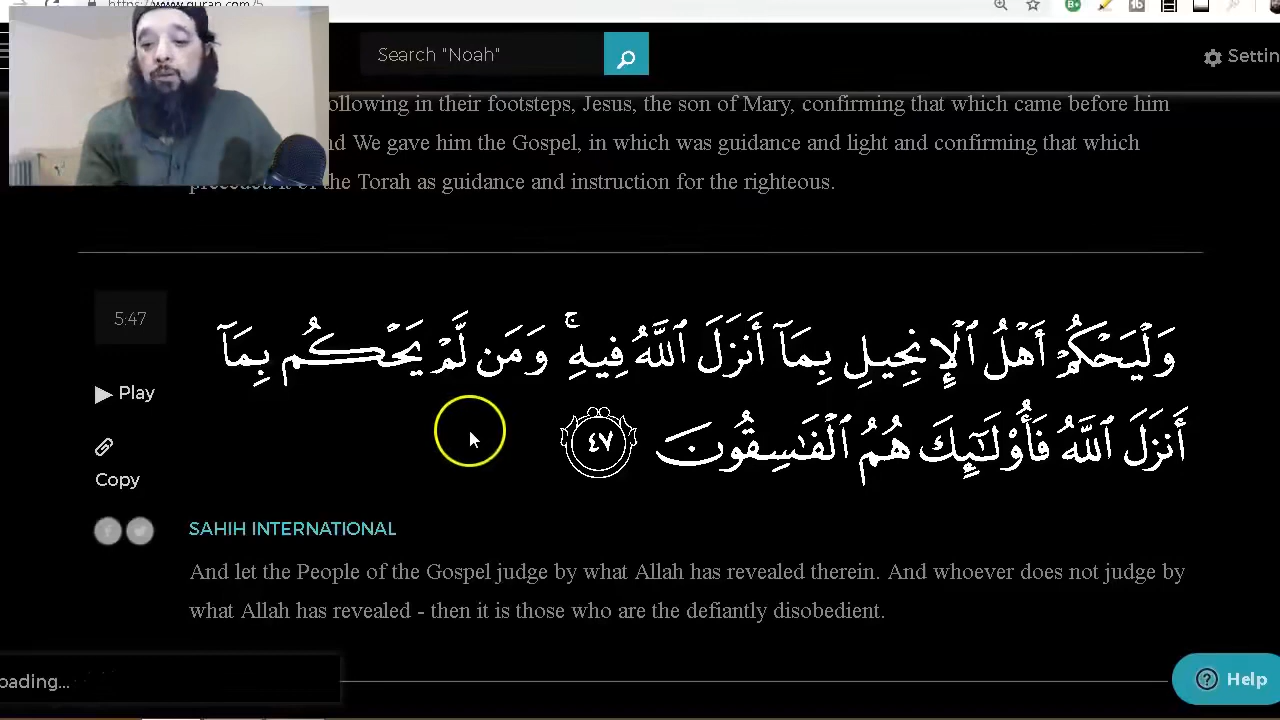 https://www.quran.com/5
Search "Noah"
Settin
ollowing in their footsteps, Jesus, the son of Mary, confirming that which came before him
nd We gave him the Gospel, in which was guidance and light and confirming that which
preceded it of the Torah as guidance and instruction for the righteous.
5:47
وَلْيَحْكُمْ أَهْلُ ٱلْإِنجِيلِ بِمَآ أَنزَلَ ٱللَّهُ فِيهِ ۚ وَمَن لَّمْ يَحْكُم بِمَآ
Play
أَنزَلَ ٱللَّهُ فَأُو۟لَـٰٓئِكَ هُمُ ٱلْفَـٰسِقُونَ ٤٧
Copy
SAHIH INTERNATIONAL
And let the People of the Gospel judge by what Allah has revealed therein. And whoever does not judge by
what Allah has revealed - then it is those who are the defiantly disobedient.
oading...
Help